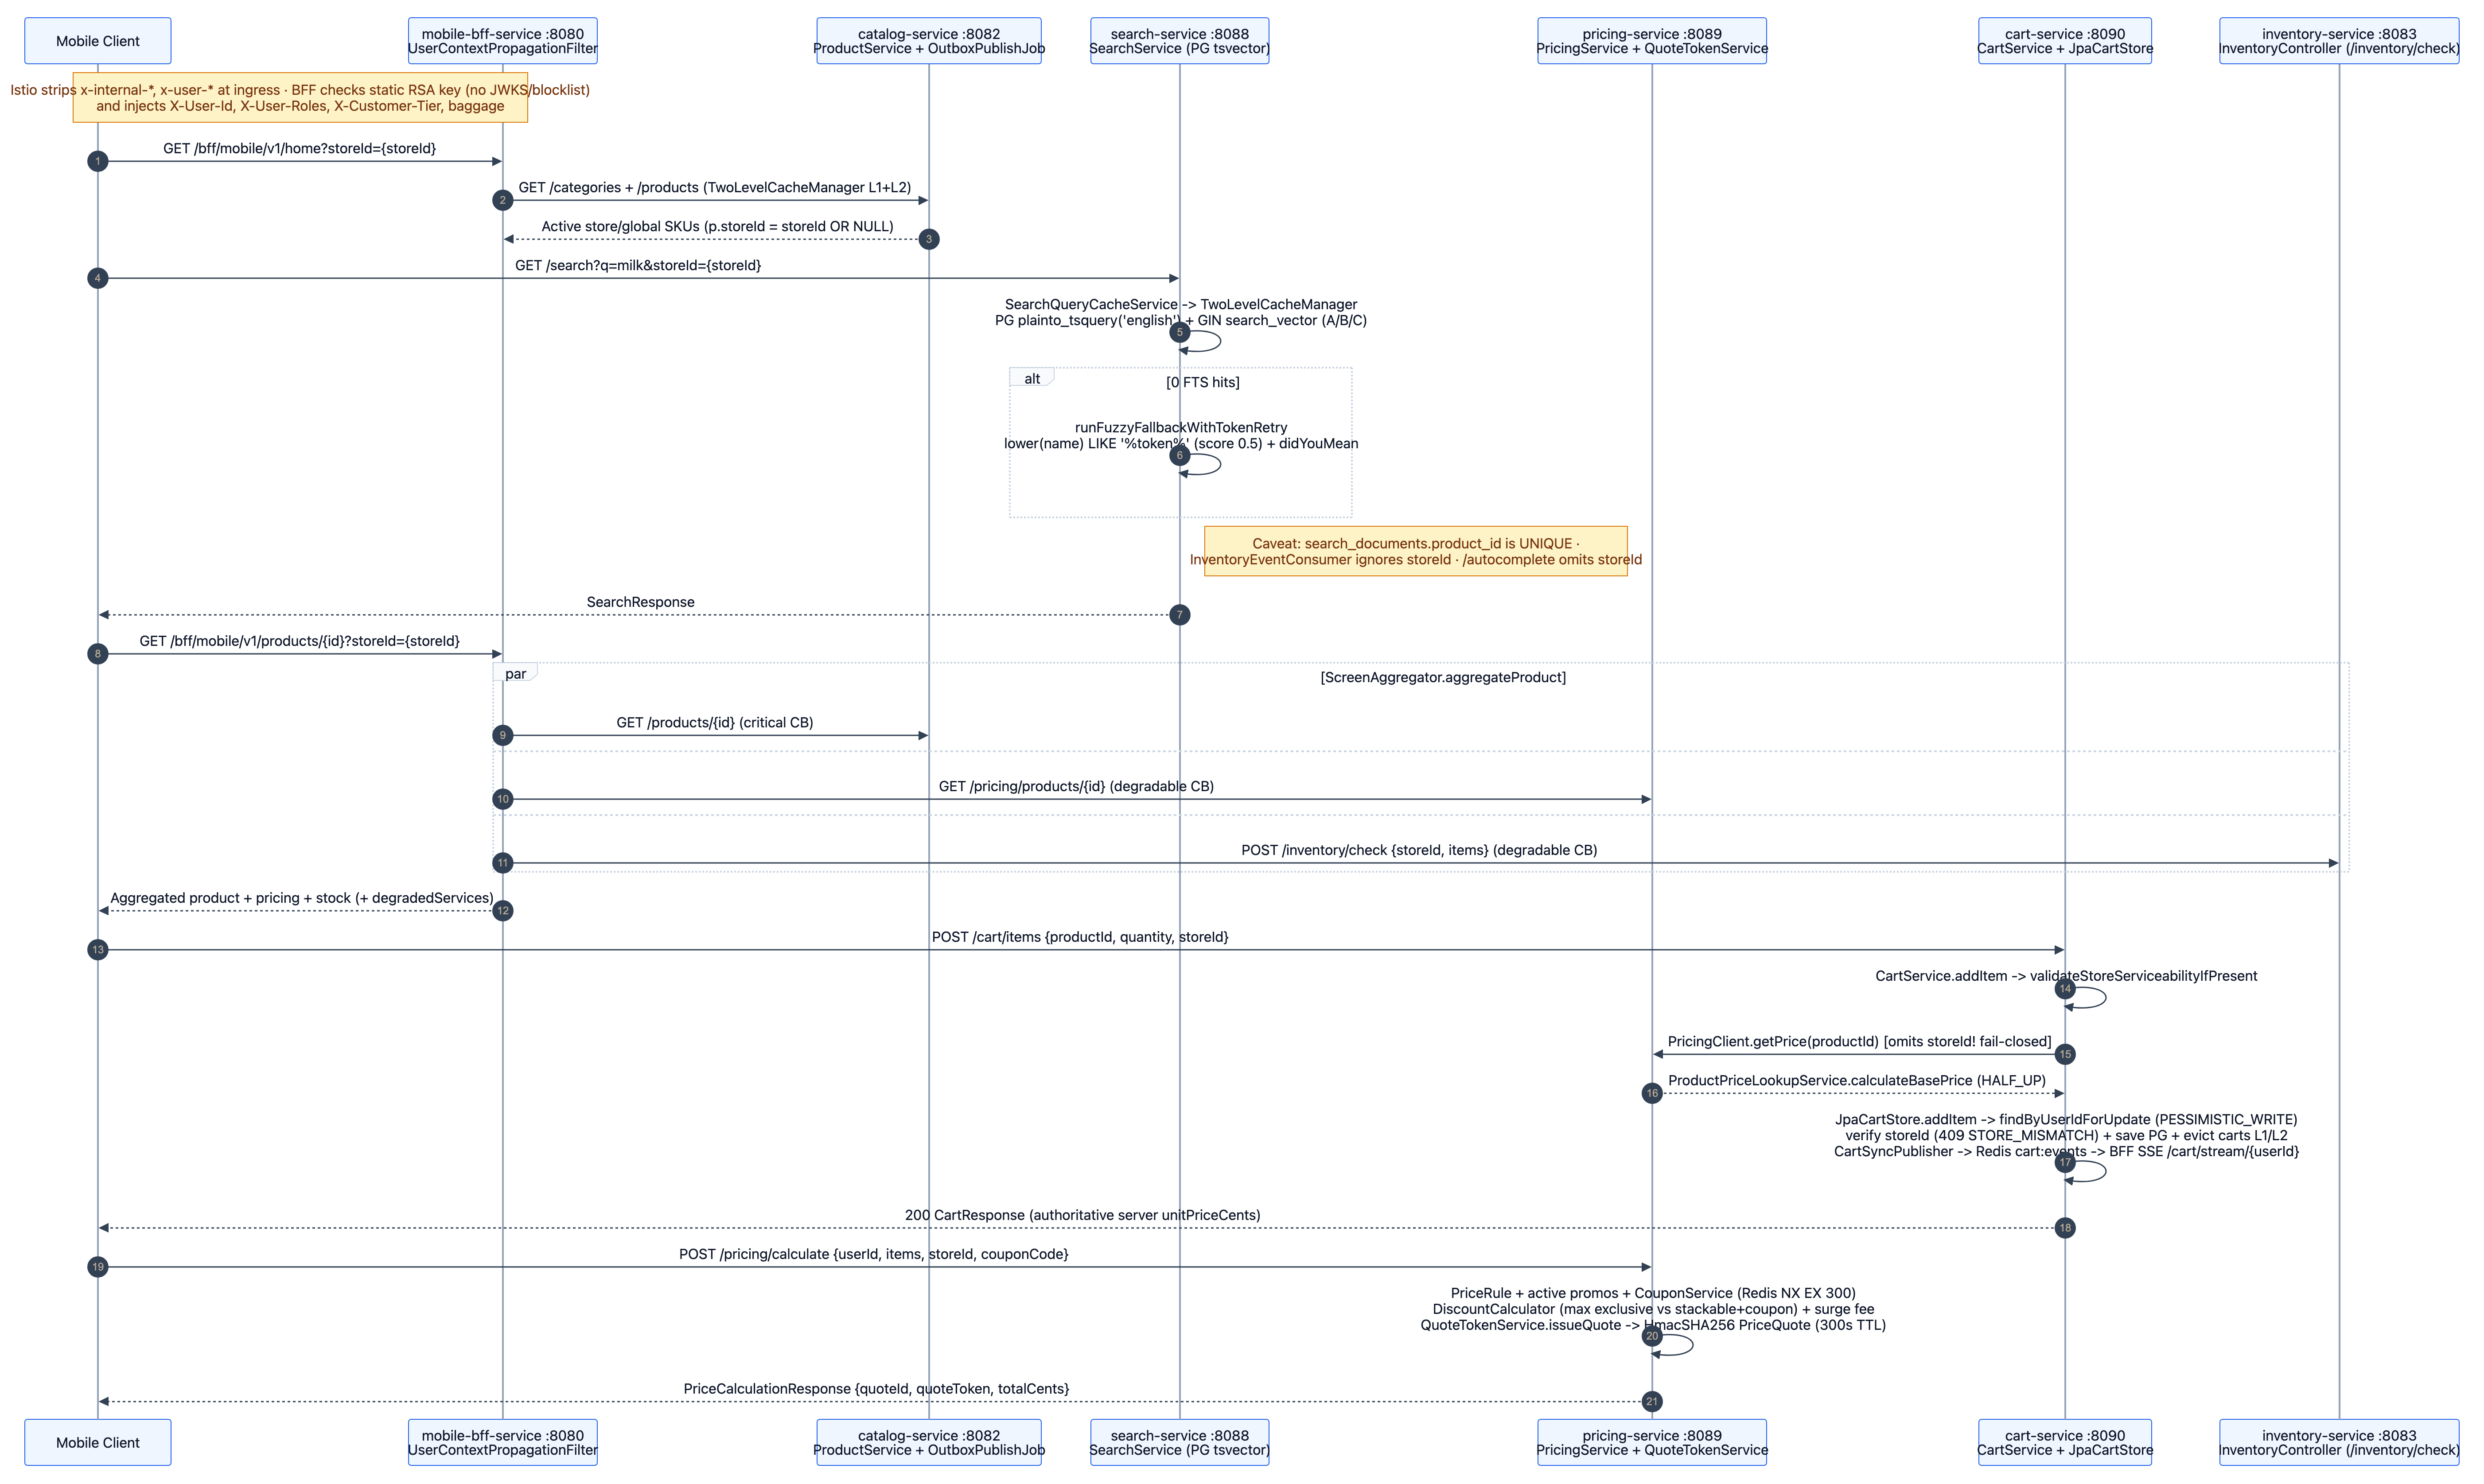 Mobile Client
mobile-bff-service :8080
UserContextPropagationFilter
catalog-service :8082
ProductService + OutboxPublishJob
search-service :8088
SearchService (PG tsvector)
pricing-service :8089
PricingService + QuoteTokenService
cart-service :8090
CartService + JpaCartStore
inventory-service :8083
InventoryController (/inventory/check)
Istio strips x-internal-*, x-user-* at ingress · BFF checks static RSA key (no JWKS/blocklist)
and injects X-User-Id, X-User-Roles, X-Customer-Tier, baggage
GET /bff/mobile/v1/home?storeId={storeId}
1
GET /categories + /products (TwoLevelCacheManager L1+L2)
2
Active store/global SKUs (p.storeId = storeId OR NULL)
3
GET /search?q=milk&storeId={storeId}
4
SearchQueryCacheService -> TwoLevelCacheManager
PG plainto_tsquery('english') + GIN search_vector (A/B/C)
5
alt
[0 FTS hits]
runFuzzyFallbackWithTokenRetry
lower(name) LIKE '%token%' (score 0.5) + didYouMean
6
Caveat: search_documents.product_id is UNIQUE ·
InventoryEventConsumer ignores storeId · /autocomplete omits storeId
SearchResponse
7
GET /bff/mobile/v1/products/{id}?storeId={storeId}
8
par
[ScreenAggregator.aggregateProduct]
GET /products/{id} (critical CB)
9
GET /pricing/products/{id} (degradable CB)
10
POST /inventory/check {storeId, items} (degradable CB)
11
Aggregated product + pricing + stock (+ degradedServices)
12
POST /cart/items {productId, quantity, storeId}
13
CartService.addItem -> validateStoreServiceabilityIfPresent
14
PricingClient.getPrice(productId) [omits storeId! fail-closed]
15
ProductPriceLookupService.calculateBasePrice (HALF_UP)
16
JpaCartStore.addItem -> findByUserIdForUpdate (PESSIMISTIC_WRITE)
verify storeId (409 STORE_MISMATCH) + save PG + evict carts L1/L2
CartSyncPublisher -> Redis cart:events -> BFF SSE /cart/stream/{userId}
17
200 CartResponse (authoritative server unitPriceCents)
18
POST /pricing/calculate {userId, items, storeId, couponCode}
19
PriceRule + active promos + CouponService (Redis NX EX 300)
DiscountCalculator (max exclusive vs stackable+coupon) + surge fee
QuoteTokenService.issueQuote -> HmacSHA256 PriceQuote (300s TTL)
20
PriceCalculationResponse {quoteId, quoteToken, totalCents}
21
Mobile Client
mobile-bff-service :8080
UserContextPropagationFilter
catalog-service :8082
ProductService + OutboxPublishJob
search-service :8088
SearchService (PG tsvector)
pricing-service :8089
PricingService + QuoteTokenService
cart-service :8090
CartService + JpaCartStore
inventory-service :8083
InventoryController (/inventory/check)